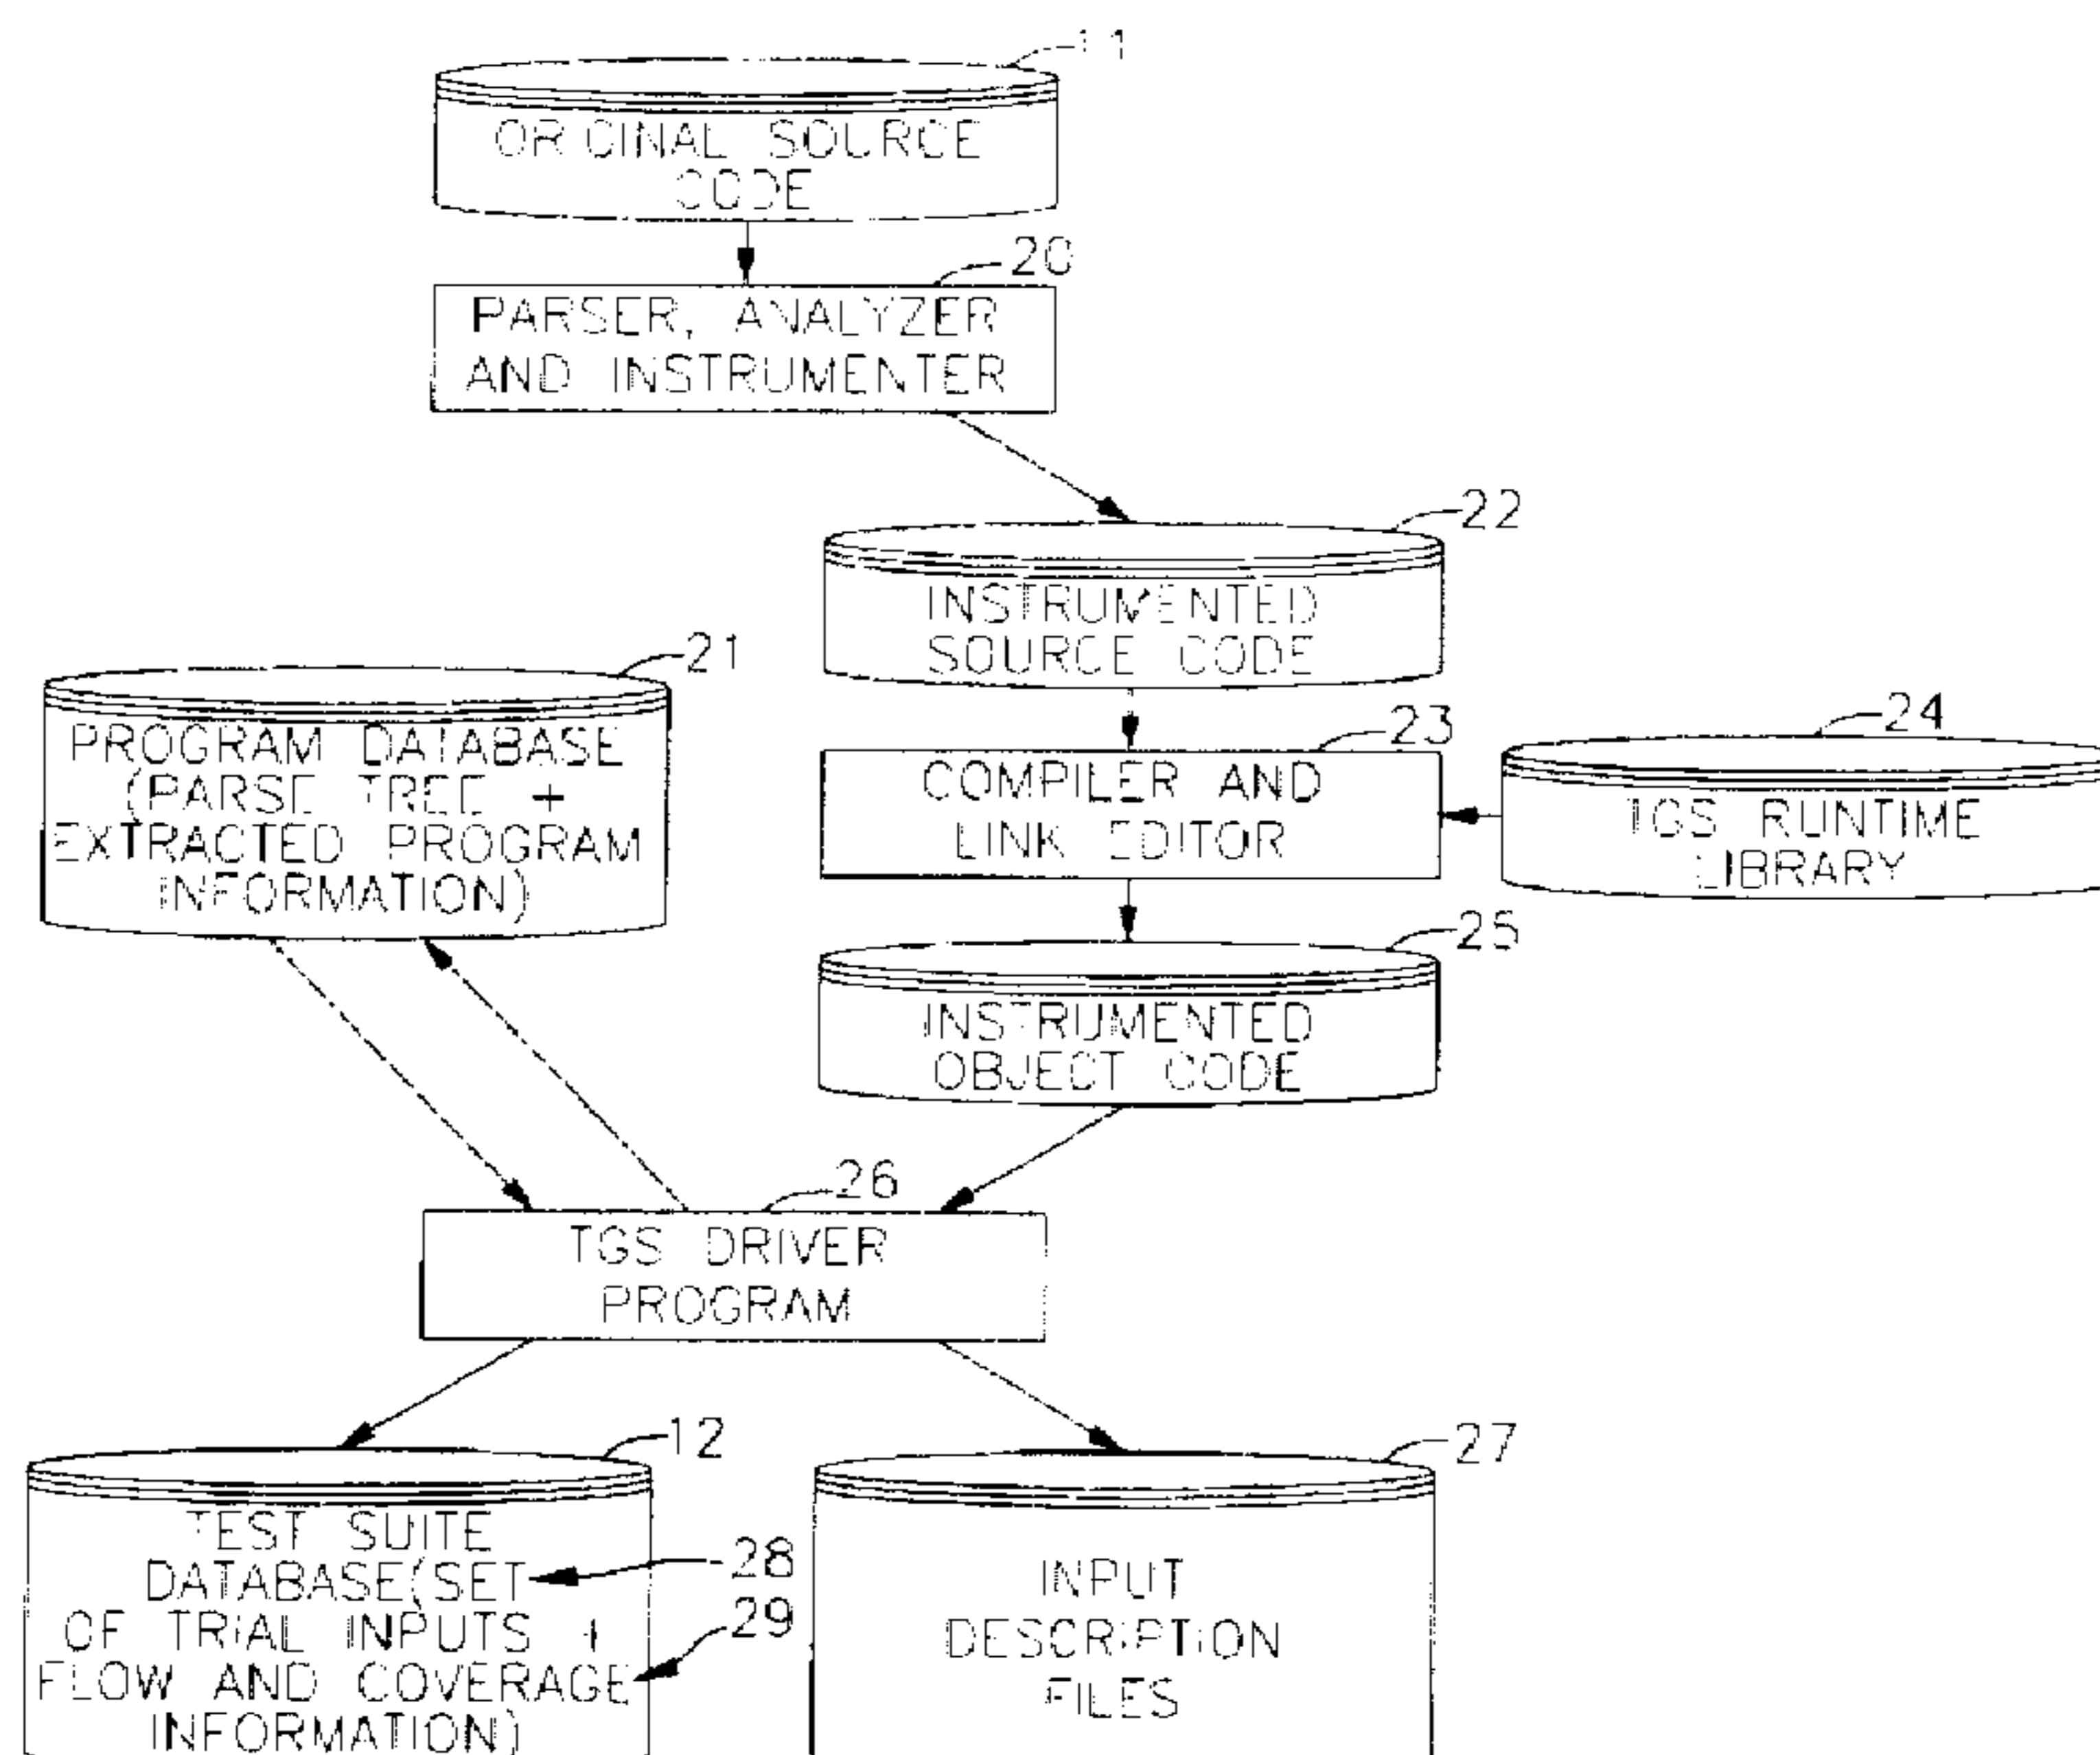 11
ORIGINAL SOURCE
CODE
20
PARSER, ANALYZER
AND INSTRUMENTER
22
INSTRUMENTED
SOURCE CODE
21
PROGRAM DATABASE
(PARSE TREE +
EXTRACTED PROGRAM
INFORMATION)
23
COMPILER AND
LINK EDITOR
24
TGS RUNTIME
LIBRARY
25
INSTRUMENTED
OBJECT CODE
26
TGS DRIVER
PROGRAM
12
TEST SUITE
DATABASE(SET
OF TRIAL INPUTS +
FLOW AND COVERAGE
INFORMATION)
28
29
27
INPUT
DESCRIPTION
FILES